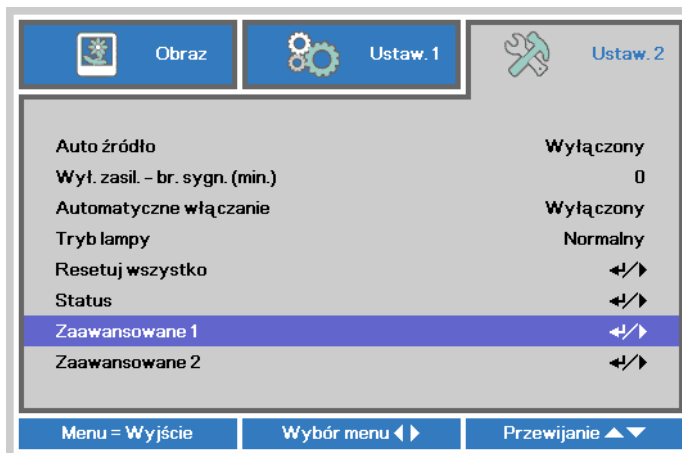 Obraz Ustaw. 1 Ustaw. 2
Auto źródło Wyłączony
Wył. zasil. – br. sygn. (min.) 0
Automatyczne włączanie Wyłączony
Tryb lampy Normalny
Resetuj wszystko ↵/▶
Status ↵/▶
Zaawansowane 1 ↵/▶
Zaawansowane 2 ↵/▶
Menu = Wyjście Wybór menu ◀ ▶ Przewijanie ▲▼